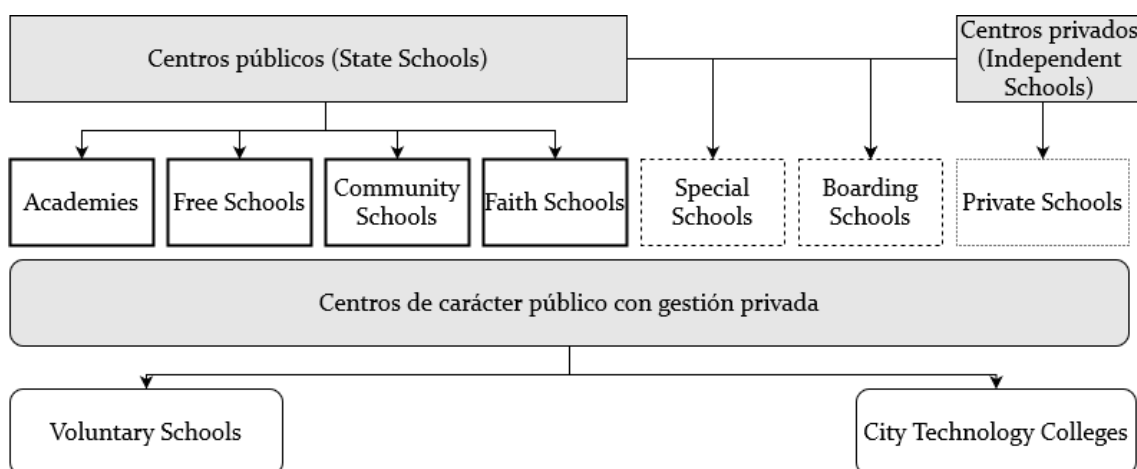 Centros públicos (State Schools)
Centros privados
(Independent
Schools)
Academies
Free Schools
Community
Schools
Faith Schools
Special
Schools
Boarding
Schools
Private Schools
Centros de carácter público con gestión privada
Voluntary Schools
City Technology Colleges